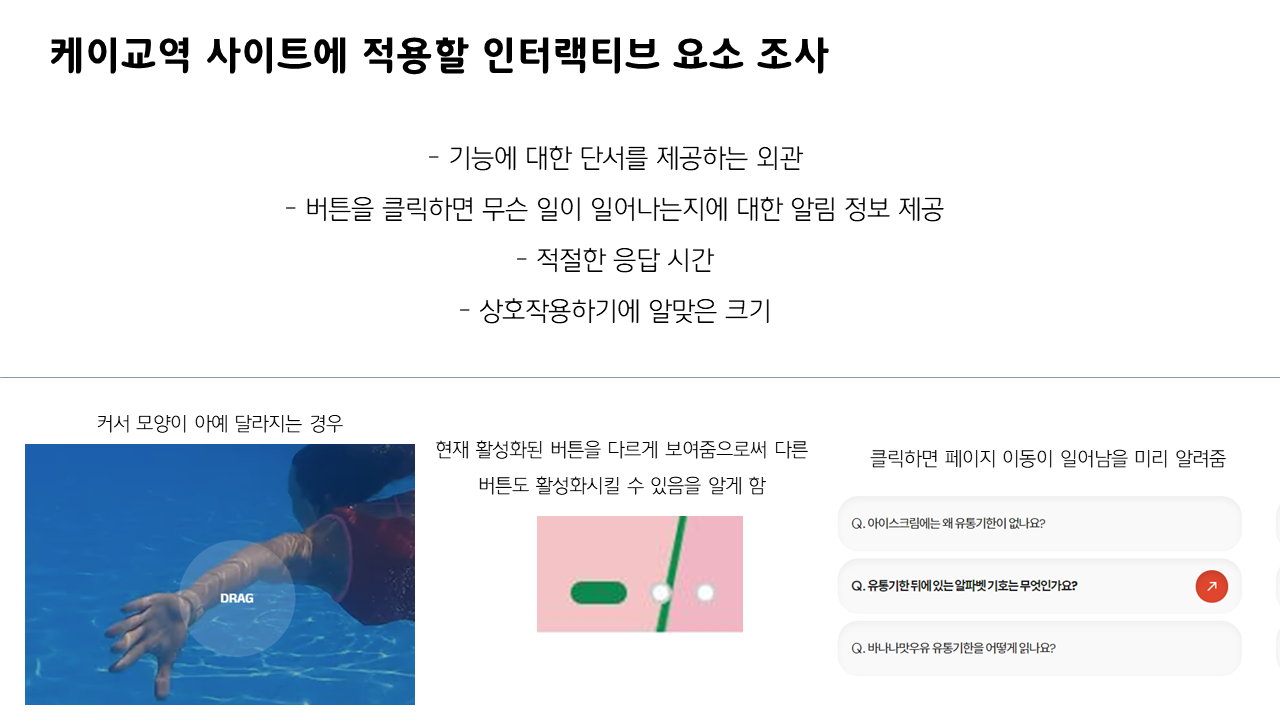 케이교역 사이트에 적용할 인터랙티브 요소 조사
- 기능에 대한 단서를 제공하는 외관
- 버튼을 클릭하면 무슨 일이 일어나는지에 대한 알림 정보 제공
- 적절한 응답 시간
- 상호작용하기에 알맞은 크기
커서 모양이 아예 달라지는 경우
DRAG
현재 활성화된 버튼을 다르게 보여줌으로써 다른
버튼도 활성화시킬 수 있음을 알게 함
클릭하면 페이지 이동이 일어남을 미리 알려줌
Q. 아이스크림에는 왜 유통기한이 없나요?
Q. 유통기한 뒤에 있는 알파벳 기호는 무엇인가요?
Q. 바나나맛우유 유통기한을 어떻게 읽나요?